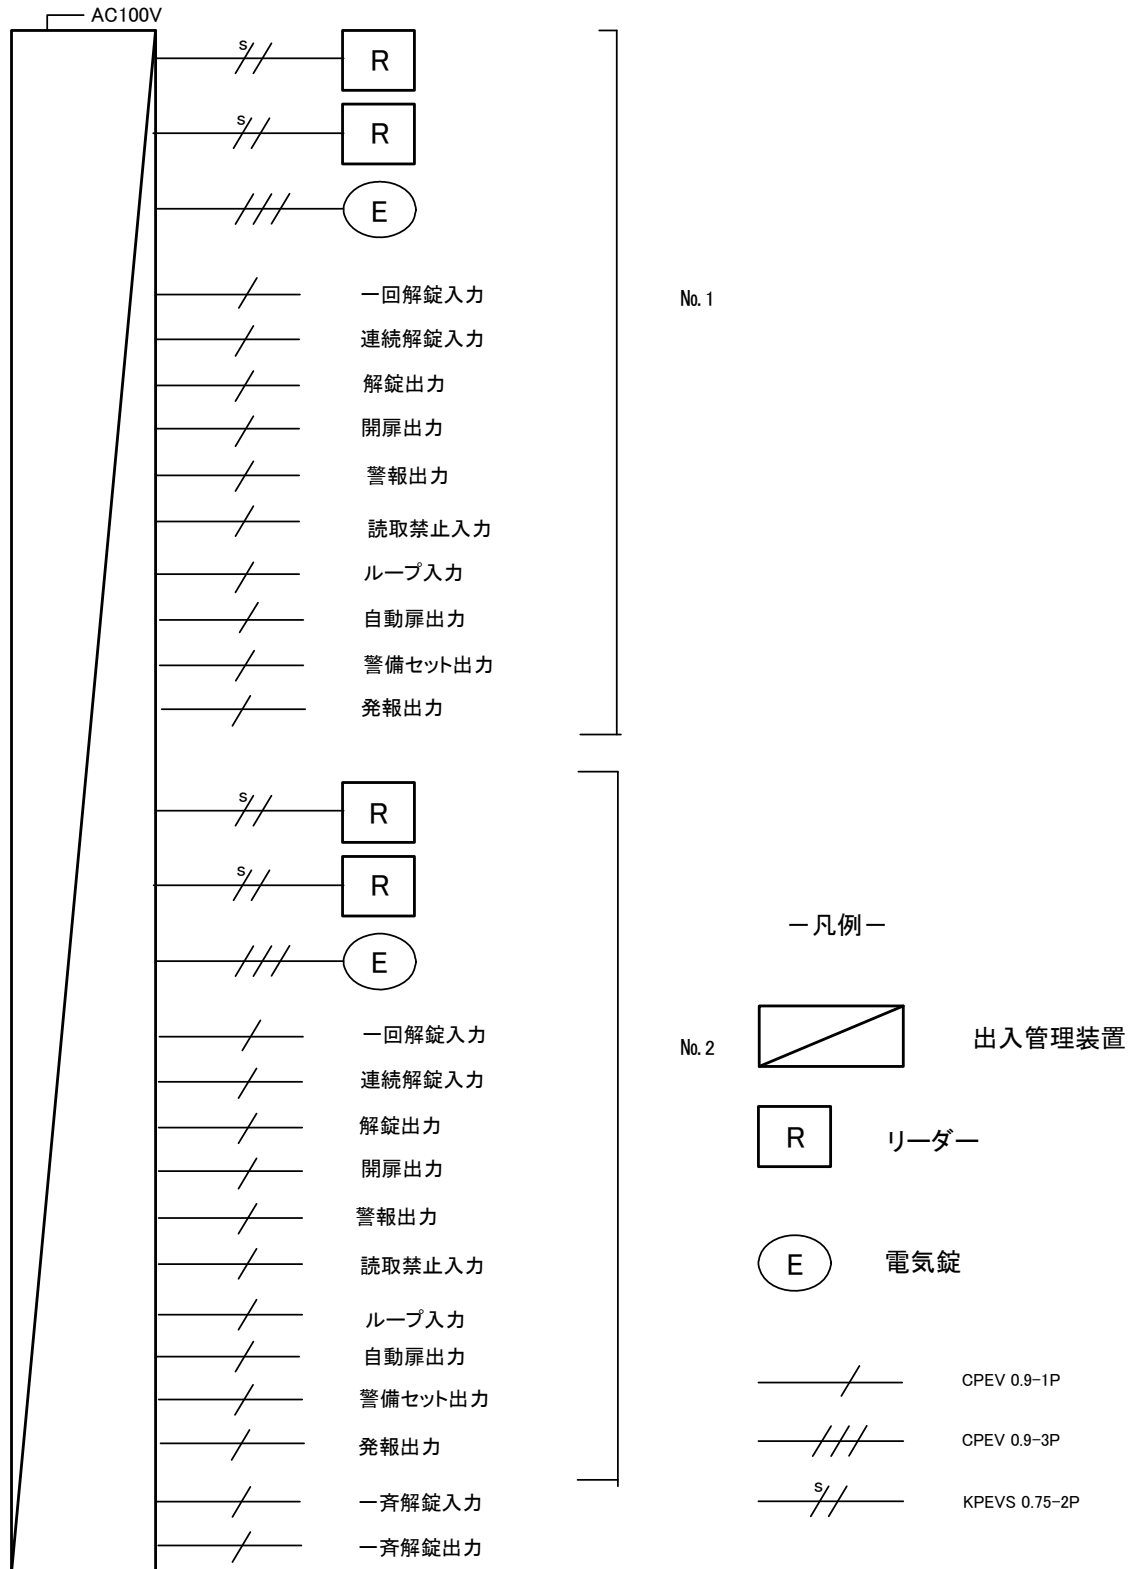 AC100V
s
R
s
R
E
一回解錠入力
連続解錠入力
解錠出力
開扉出力
警報出力
読取禁止入力
ループ入力
自動扉出力
警備セット出力
発報出力
№.1
s
R
s
R
E
一回解錠入力
連続解錠入力
解錠出力
開扉出力
警報出力
読取禁止入力
ループ入力
自動扉出力
警備セット出力
発報出力
№.2
一斉解錠入力
一斉解錠出力
－凡例－
出入管理装置
R リーダー
E 電気錠
CPEV 0.9-1P
CPEV 0.9-3P
s KPEVS 0.75-2P